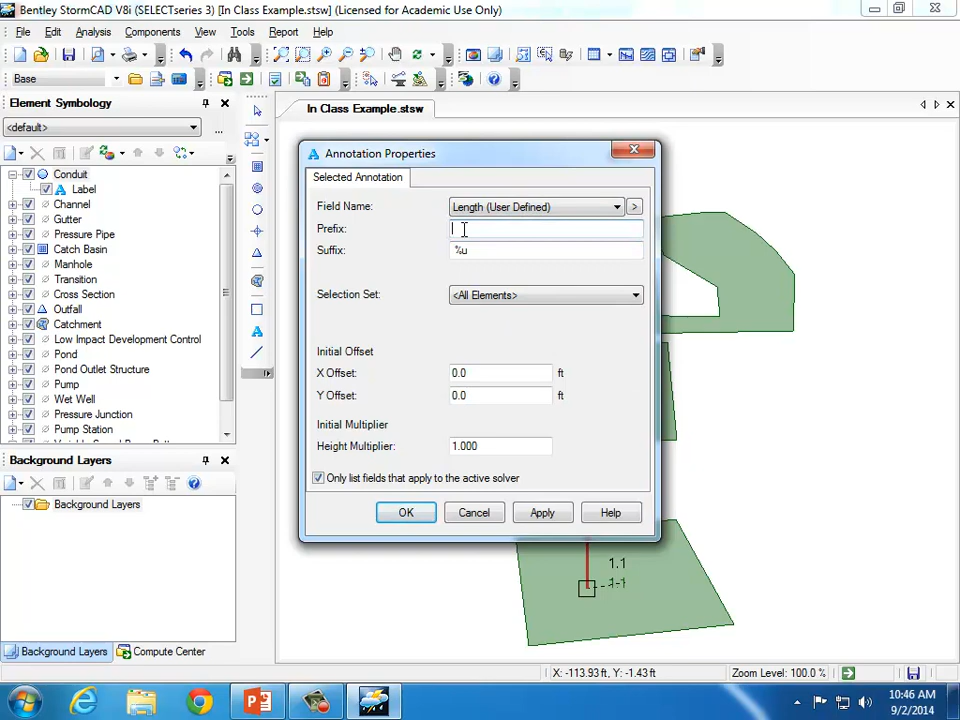 Bentley StormCAD V8i (SELECTseries 3) [In Class Example.stsw] (Licensed for Academic Use Only)
File Edit Analysis Components View Tools Report Help
Base
Element Symbology
In Class Example.stsw
<default>
...
Conduit
Label
Channel
Gutter
Pressure Pipe
Catch Basin
Manhole
Transition
Cross Section
Outfall
Catchment
Low Impact Development Control
Pond
Pond Outlet Structure
Pump
Wet Well
Pressure Junction
Pump Station
Background Layers
Background Layers
Background Layers Compute Center
Annotation Properties
Selected Annotation
Field Name: Length (User Defined) >
Prefix:
Suffix: %u
Selection Set: <All Elements>
Initial Offset
X Offset: 0.0 ft
Y Offset: 0.0 ft
Initial Multiplier
Height Multiplier: 1.000
Only list fields that apply to the active solver
OK Cancel Apply Help
1.1
X: -113.93 ft, Y: -1.43 ft Zoom Level: 100.0 %
10:46 AM
9/2/2014